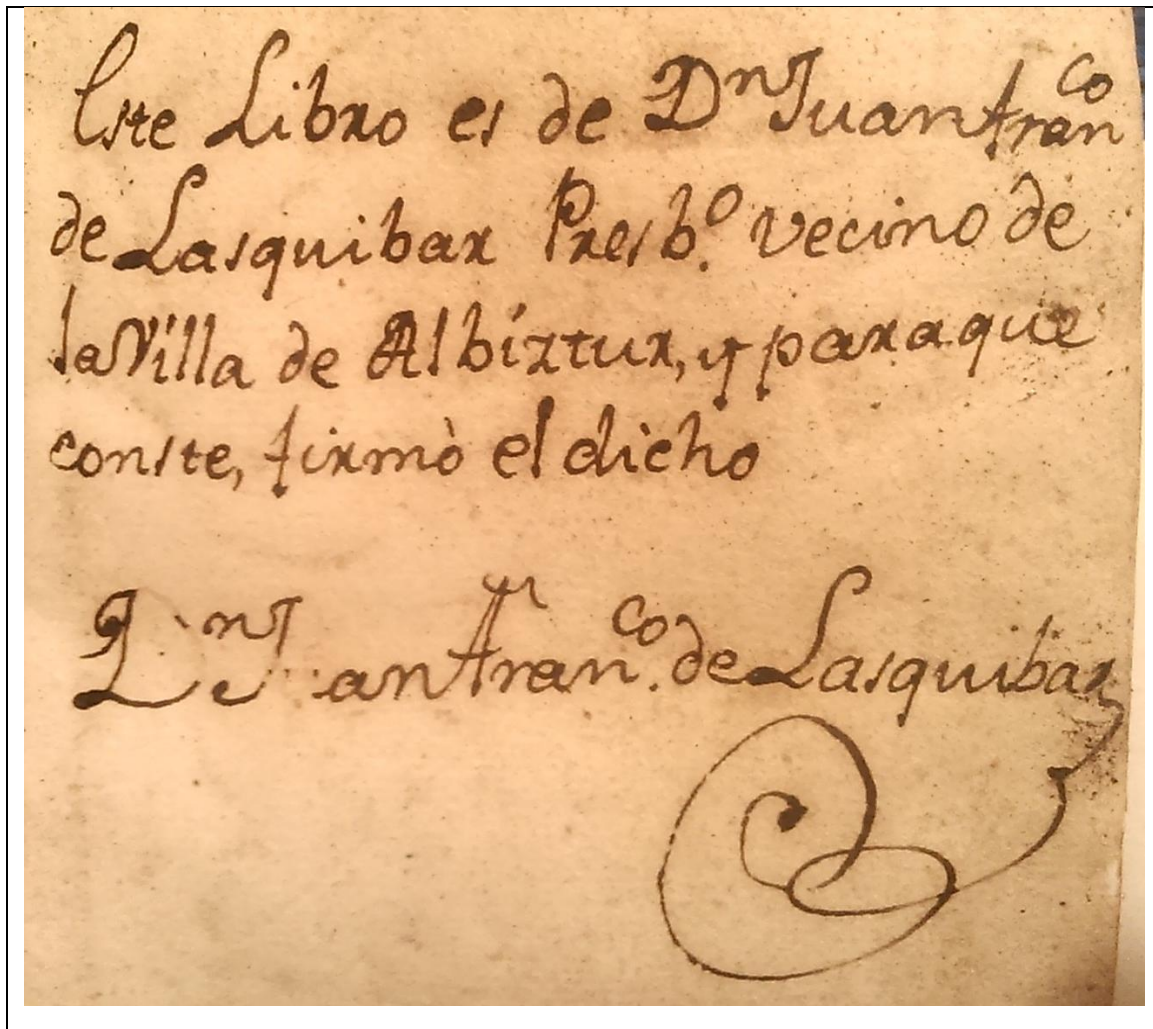 Este Libro es de Dn Juan Franco
de Lasquibar Presbo. vecino de
la Villa de Albiztur, y para que
conste, firmò el dicho
Dn Juan Franco. de Lasquibar